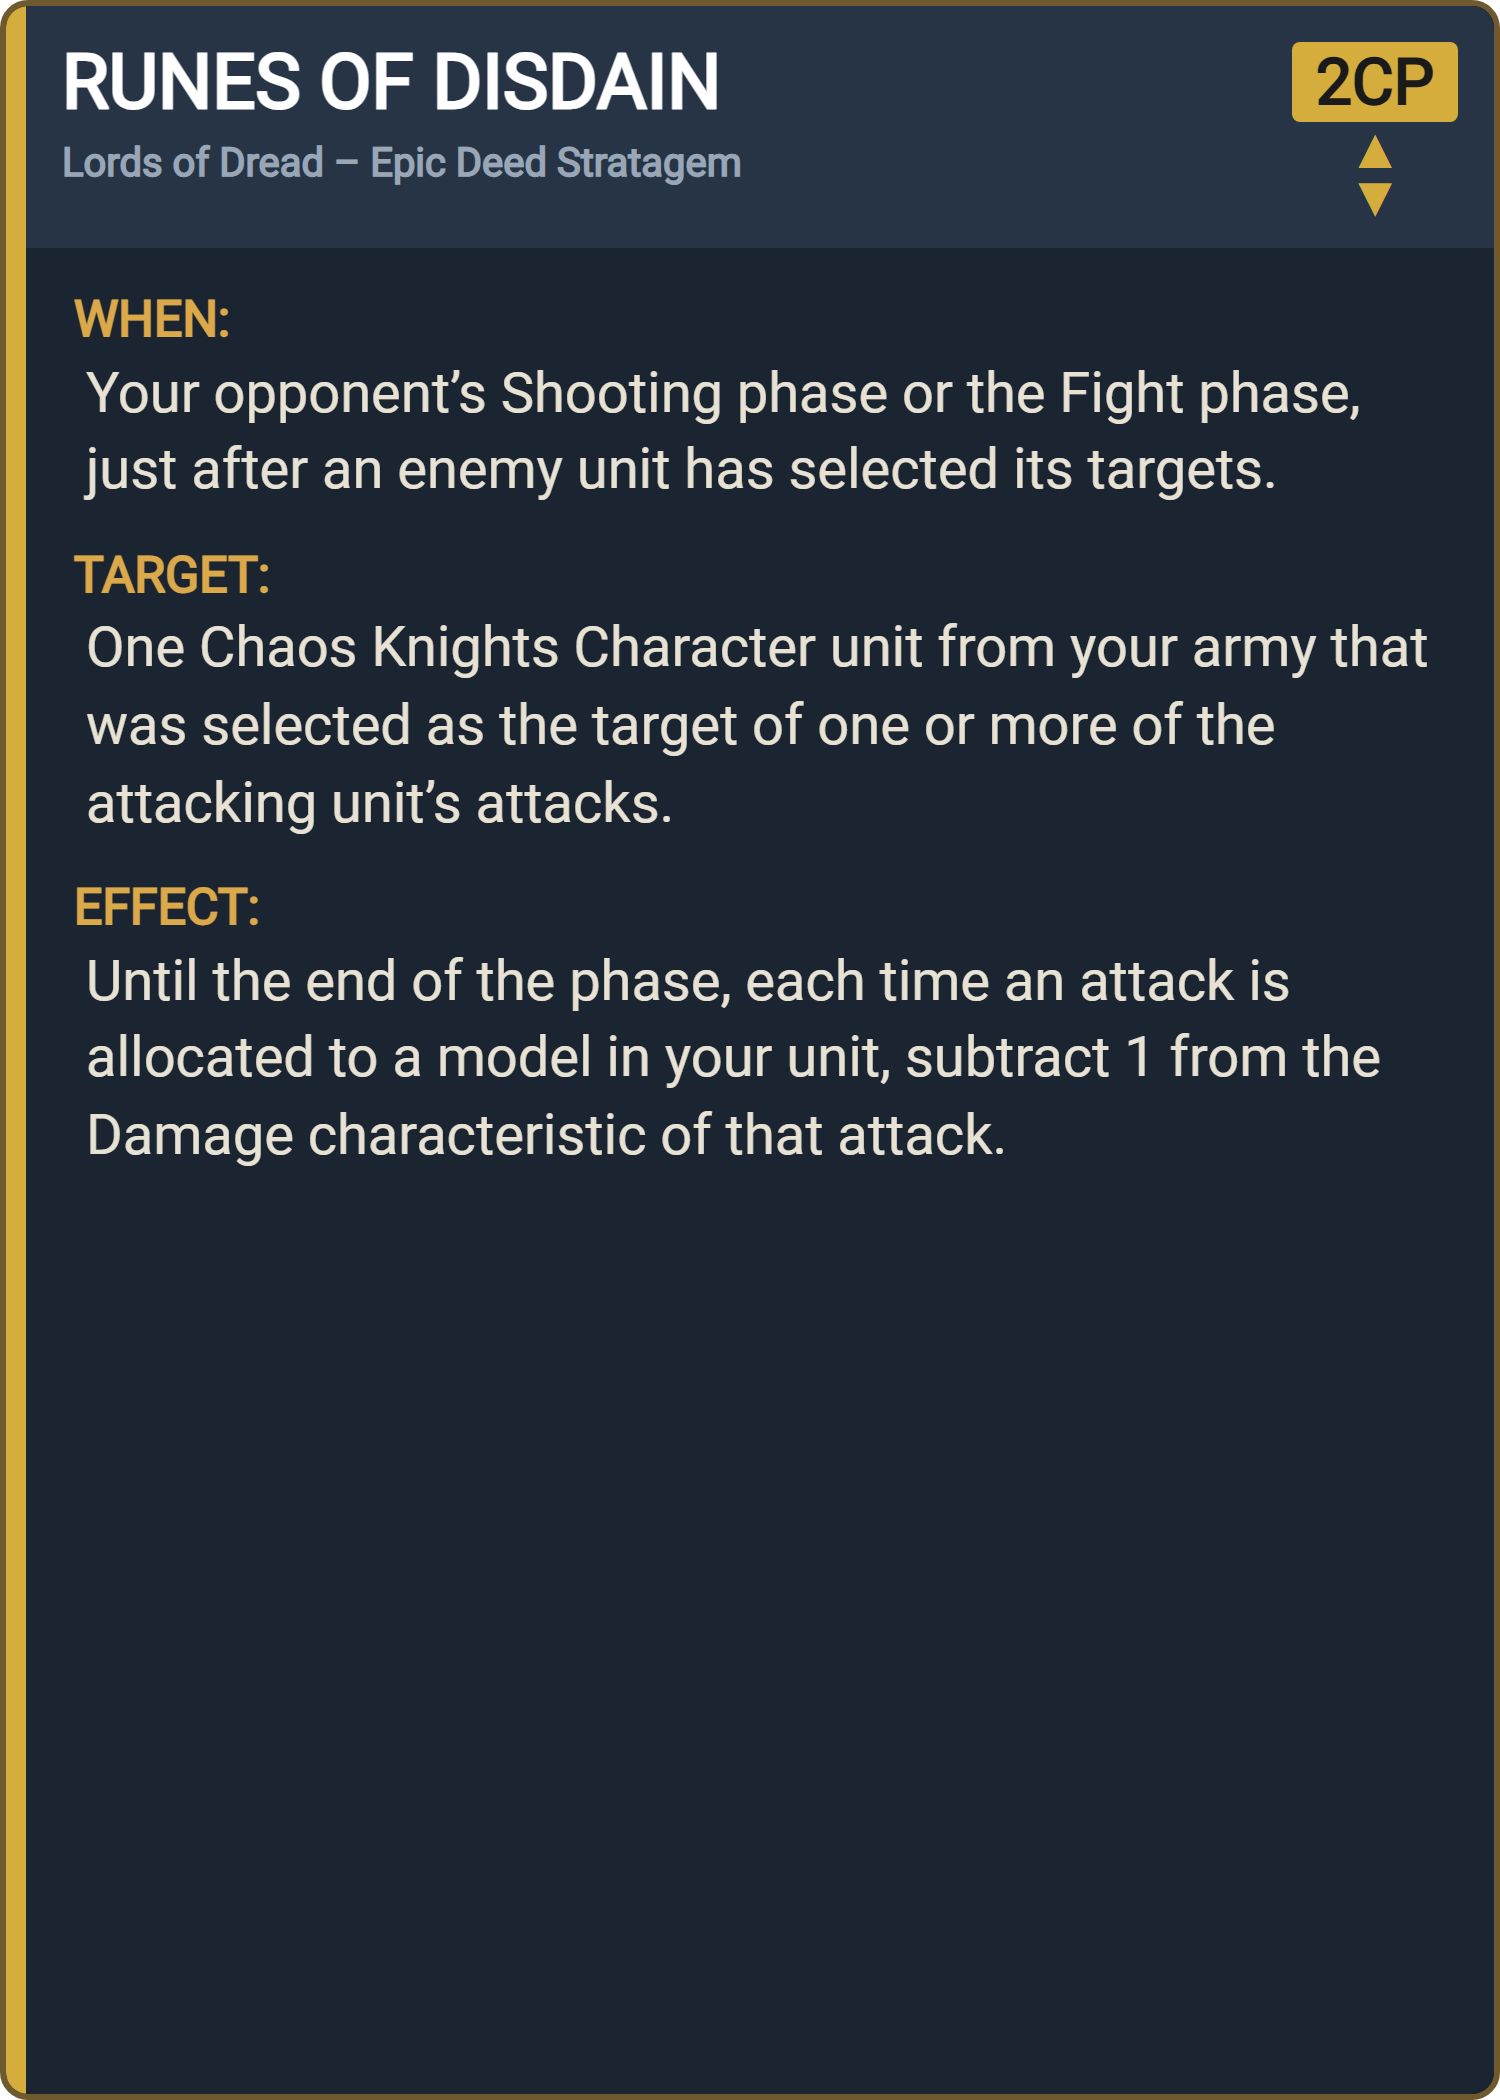 RUNES OF DISDAIN
Lords of Dread – Epic Deed Stratagem
2CP
▲
▼
WHEN:
Your opponent’s Shooting phase or the Fight phase,
just after an enemy unit has selected its targets.
TARGET:
One Chaos Knights Character unit from your army that
was selected as the target of one or more of the
attacking unit’s attacks.
EFFECT:
Until the end of the phase, each time an attack is
allocated to a model in your unit, subtract 1 from the
Damage characteristic of that attack.